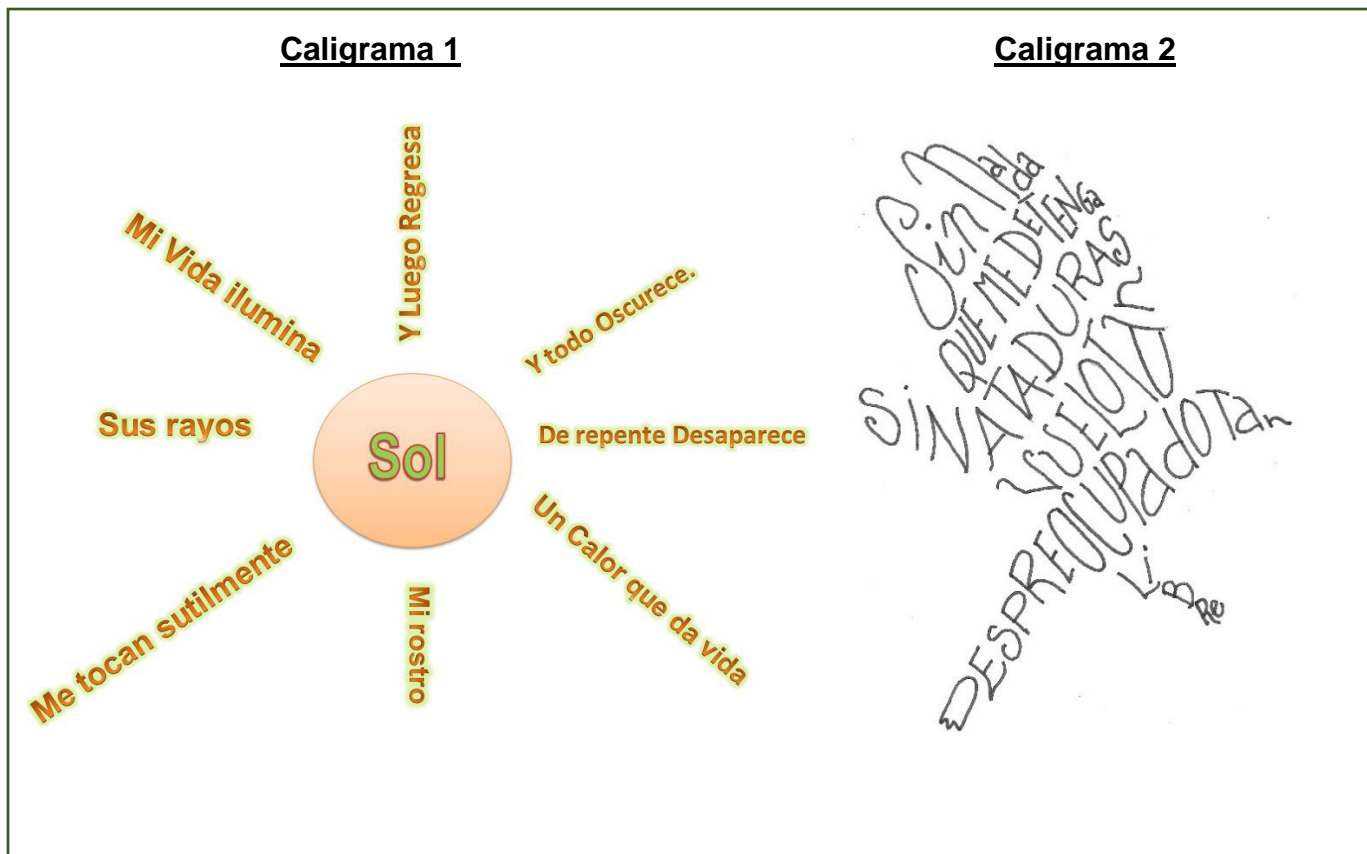 Caligrama 1
Sol
Mi Vida ilumina
Sus rayos
Me tocan sutilmente
Mi rostro
Un Calor que da vida
De repente Desaparece
Y todo Oscurece.
Y Luego Regresa
Caligrama 2
Sin Nada
QUE ME DETENGa
SiN ATADURAS
VUELO TAn
DESPREOCUPadO Tan
LiBRe